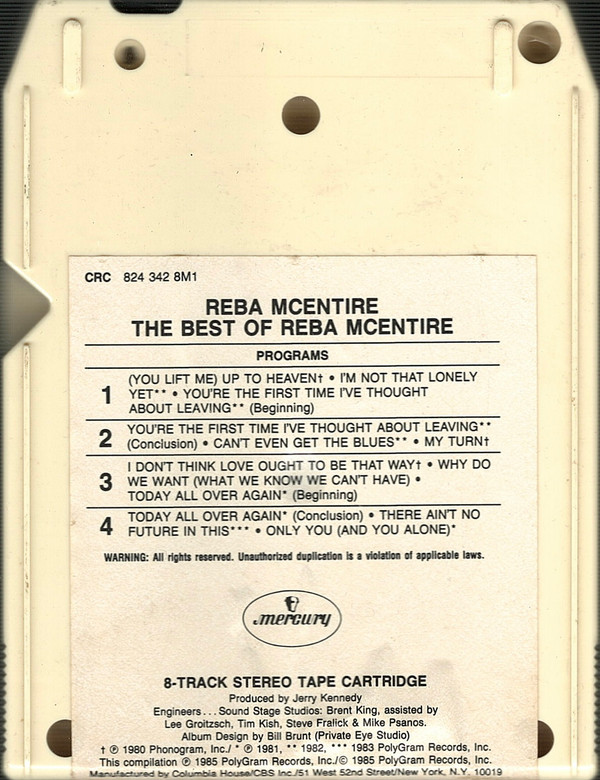 CRC 824 342 8M1
REBA MCENTIRE
THE BEST OF REBA MCENTIRE
PROGRAMS
1 (YOU LIFT ME) UP TO HEAVEN† • I'M NOT THAT LONELY
YET** • YOU'RE THE FIRST TIME I'VE THOUGHT
ABOUT LEAVING** (Beginning)
2 YOU'RE THE FIRST TIME I'VE THOUGHT ABOUT LEAVING**
(Conclusion) • CAN'T EVEN GET THE BLUES** • MY TURN†
3 I DON'T THINK LOVE OUGHT TO BE THAT WAY† • WHY DO
WE WANT (WHAT WE KNOW WE CAN'T HAVE) •
TODAY ALL OVER AGAIN* (Beginning)
4 TODAY ALL OVER AGAIN* (Conclusion) • THERE AIN'T NO
FUTURE IN THIS*** • ONLY YOU (AND YOU ALONE)*
WARNING: All rights reserved. Unauthorized duplication is a violation of applicable laws.
mercury
8-TRACK STEREO TAPE CARTRIDGE
Produced by Jerry Kennedy
Engineers...Sound Stage Studios: Brent King, assisted by
Lee Groitzsch, Tim Kish, Steve Fralick & Mike Psanos.
Album Design by Bill Brunt (Private Eye Studio)
† ℗ 1980 Phonogram, Inc./ * ℗ 1981, ** 1982, *** 1983 PolyGram Records, Inc.
This compilation ℗ 1985 PolyGram Records, Inc./© 1985 PolyGram Records, Inc.
Manufactured by Columbia House/CBS Inc./51 West 52nd Street/New York, N.Y. 10019